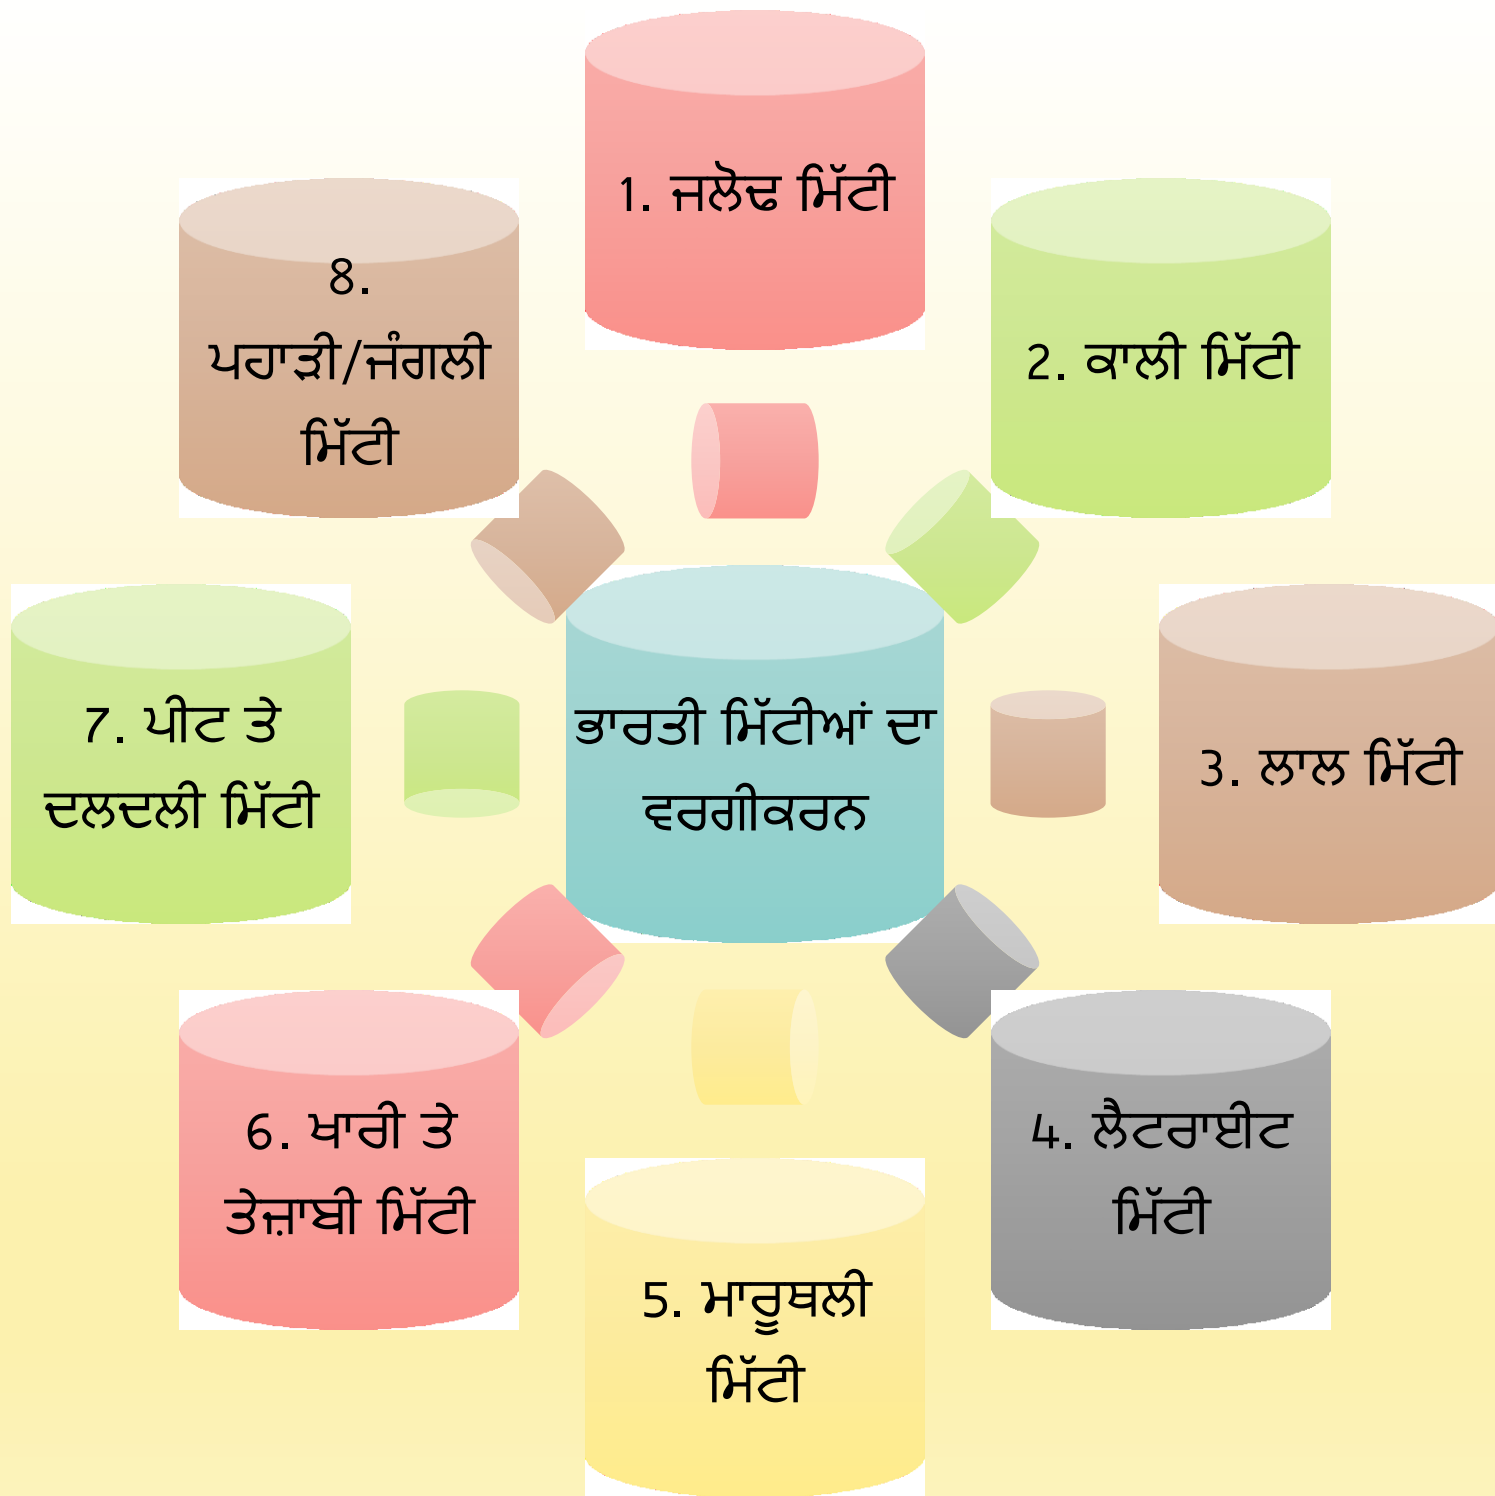 ਭਾਰਤੀ ਮਿੱਟੀਆਂ ਦਾ
ਵਰਗੀਕਰਨ
1. ਜਲੋਢ ਮਿੱਟੀ
2. ਕਾਲੀ ਮਿੱਟੀ
3. ਲਾਲ ਮਿੱਟੀ
4. ਲੈਟਰਾਈਟ
ਮਿੱਟੀ
5. ਮਾਰੂਥਲੀ
ਮਿੱਟੀ
6. ਖਾਰੀ ਤੇ
ਤੇਜ਼ਾਬੀ ਮਿੱਟੀ
7. ਪੀਟ ਤੇ
ਦਲਦਲੀ ਮਿੱਟੀ
8.
ਪਹਾੜੀ/ਜੰਗਲੀ
ਮਿੱਟੀ